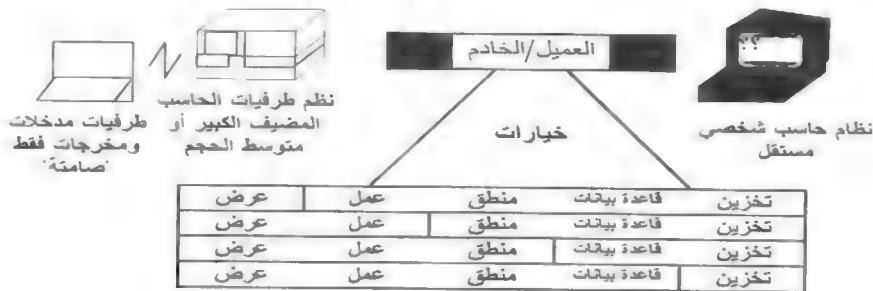 العميل/الخادم
؟؟
نظم طرفيات الحاسب
المضيف الكبير أو
متوسط الحجم
طرفيات مدخلات
ومخرجات فقط
"صامتة"
نظام حاسب شخصي
مستقل
خيارات
تخزين قاعدة بيانات منطق عمل عرض
تخزين قاعدة بيانات منطق عمل عرض
تخزين قاعدة بيانات منطق عمل عرض
تخزين قاعدة بيانات منطق عمل عرض